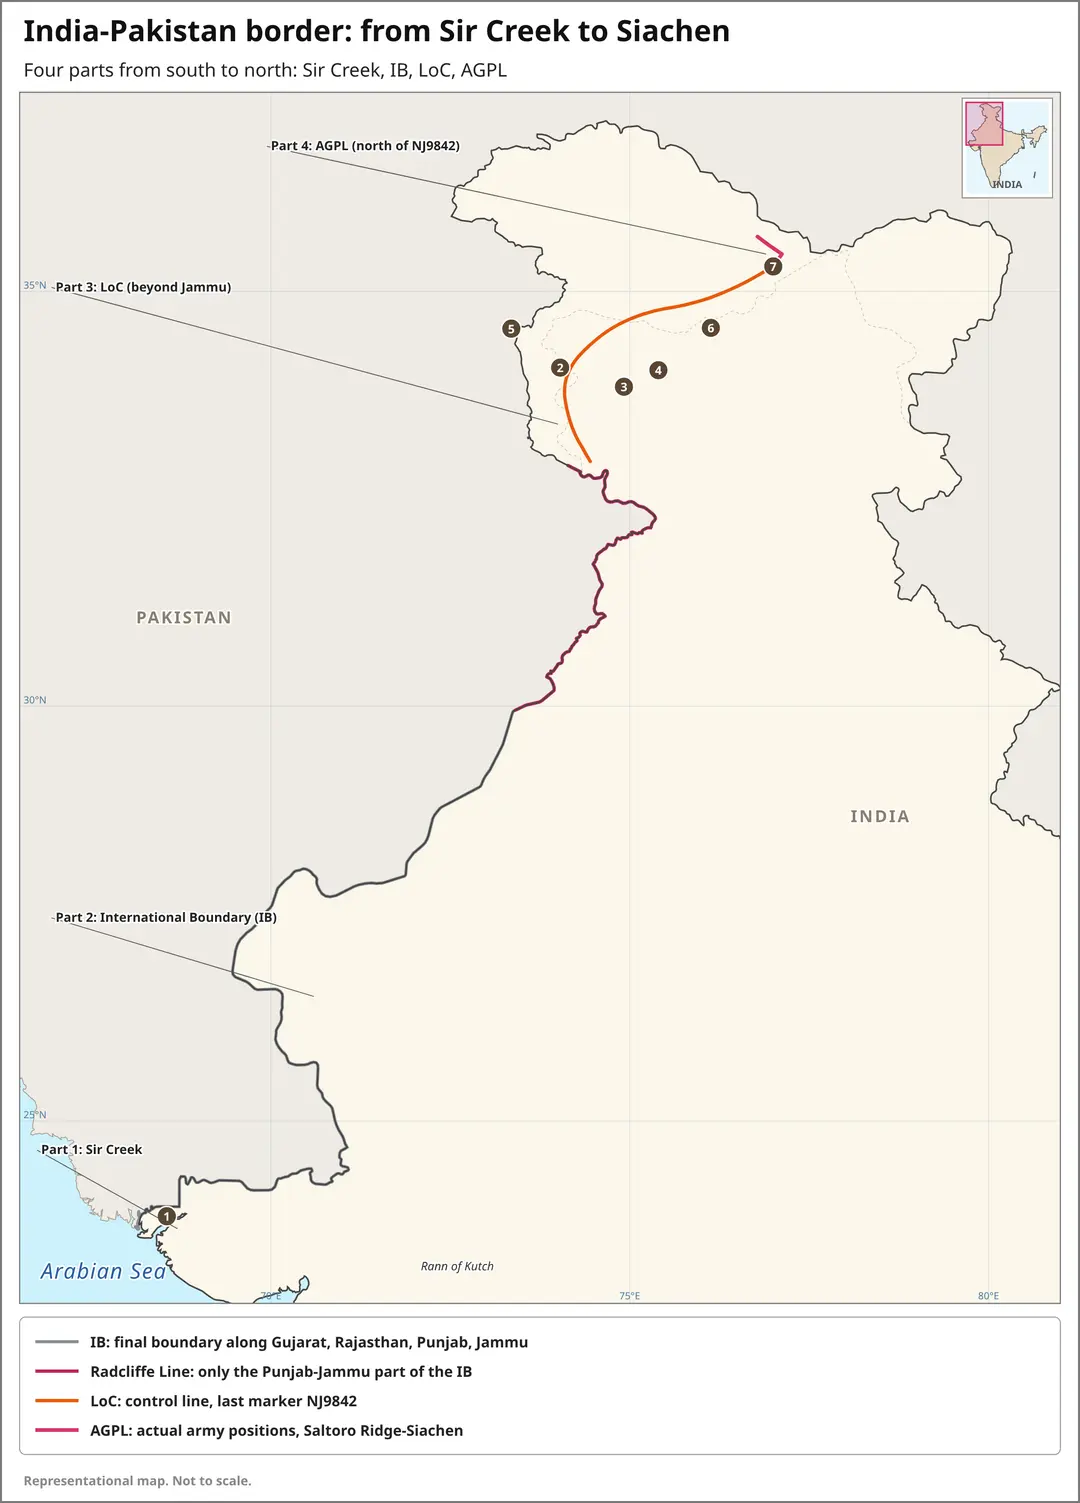 India-Pakistan border: from Sir Creek to Siachen
Four parts from south to north: Sir Creek, IB, LoC, AGPL
INDIA
Part 4: AGPL (north of NJ9842)
7
35°N
Part 3: LoC (beyond Jammu)
5
6
2
4
3
PAKISTAN
30°N
INDIA
Part 2: International Boundary (IB)
25°N
Part 1: Sir Creek
1
Arabian Sea
Rann of Kutch
70°E
75°E
80°E
IB: final boundary along Gujarat, Rajasthan, Punjab, Jammu
Radcliffe Line: only the Punjab-Jammu part of the IB
LoC: control line, last marker NJ9842
AGPL: actual army positions, Saltoro Ridge-Siachen
Representational map. Not to scale.